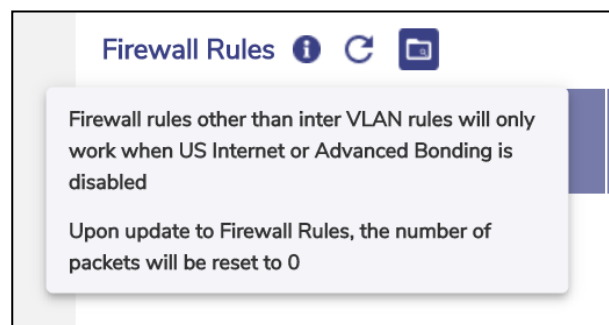 Firewall Rules
Firewall rules other than inter VLAN rules will only
work when US Internet or Advanced Bonding is
disabled
Upon update to Firewall Rules, the number of
packets will be reset to 0